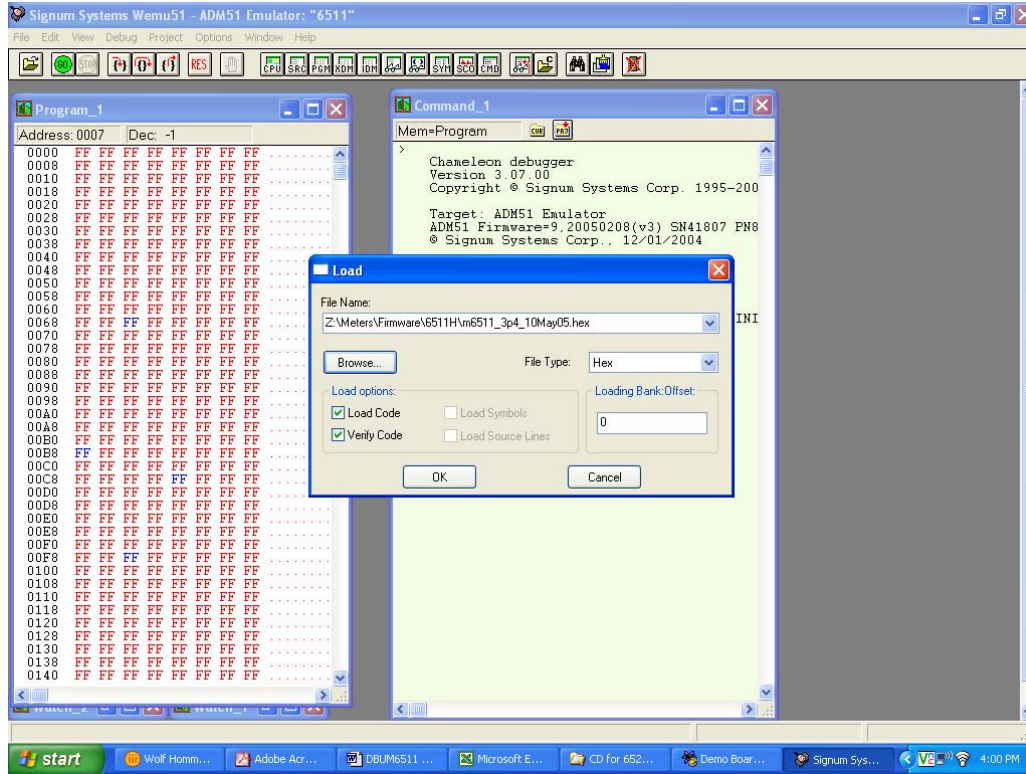 Signum Systems Wemu51 - ADM51 Emulator: "6511"
File Edit View Debug Project Options Window Help
GO STOP RES CPU SRC PGM XDM IDM SYM SCO CMD
Program_1
Address: 0007 Dec: -1
0000 FF FF FF FF FF FF FF FF ........
0008 FF FF FF FF FF FF FF FF ........
0010 FF FF FF FF FF FF FF FF ........
0018 FF FF FF FF FF FF FF FF ........
0020 FF FF FF FF FF FF FF FF ........
0028 FF FF FF FF FF FF FF FF ........
0030 FF FF FF FF FF FF FF FF ........
0038 FF FF FF FF FF FF FF FF ........
0040 FF FF FF FF FF FF FF FF ........
0048 FF FF FF FF FF FF FF FF ........
0050 FF FF FF FF FF FF FF FF ........
0058 FF FF FF FF FF FF FF FF ........
0060 FF FF FF FF FF FF FF FF ........
0068 FF FF FF FF FF FF FF FF ........
0070 FF FF FF FF FF FF FF FF ........
0078 FF FF FF FF FF FF FF FF ........
0080 FF FF FF FF FF FF FF FF ........
0088 FF FF FF FF FF FF FF FF ........
0090 FF FF FF FF FF FF FF FF ........
0098 FF FF FF FF FF FF FF FF ........
00A0 FF FF FF FF FF FF FF FF ........
00A8 FF FF FF FF FF FF FF FF ........
00B0 FF FF FF FF FF FF FF FF ........
00B8 FF FF FF FF FF FF FF FF ........
00C0 FF FF FF FF FF FF FF FF ........
00C8 FF FF FF FF FF FF FF FF ........
00D0 FF FF FF FF FF FF FF FF ........
00D8 FF FF FF FF FF FF FF FF ........
00E0 FF FF FF FF FF FF FF FF ........
00E8 FF FF FF FF FF FF FF FF ........
00F0 FF FF FF FF FF FF FF FF ........
00F8 FF FF FF FF FF FF FF FF ........
0100 FF FF FF FF FF FF FF FF ........
0108 FF FF FF FF FF FF FF FF ........
0110 FF FF FF FF FF FF FF FF ........
0118 FF FF FF FF FF FF FF FF ........
0120 FF FF FF FF FF FF FF FF ........
0128 FF FF FF FF FF FF FF FF ........
0130 FF FF FF FF FF FF FF FF ........
0138 FF FF FF FF FF FF FF FF ........
0140 FF FF FF FF FF FF FF FF ........
Watch_2 Watch_1
Command_1
Mem=Program CUR PRJ
>
Chameleon debugger
Version 3.07.00
Copyright © Signum Systems Corp. 1995-200
Target: ADM51 Emulator
ADM51 Firmware=9,20050208(v3) SN41807 PN8
© Signum Systems Corp., 12/01/2004
INI
Load
File Name:
Z:\Meters\Firmware\6511H\m6511_3p4_10May05.hex
Browse... File Type: Hex
Load options: Loading Bank:Offset:
Load Code Load Symbols
0
Verify Code Load Source Lines
OK Cancel
start Wolf Homm... Adobe Acr... DBUM6511 ... Microsoft E... CD for 652... Demo Boar... Signum Sys... 4:00 PM